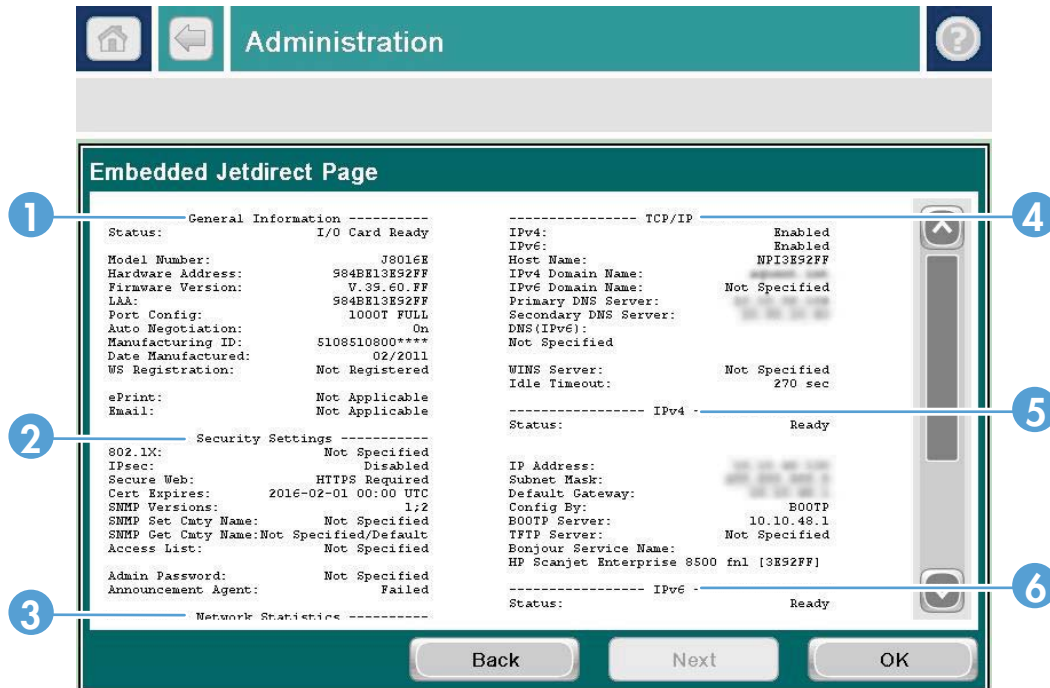 Administration
Embedded Jetdirect Page
1
---------- General Information ----------
Status: I/O Card Ready
Model Number: J8016E
Hardware Address: 984BE13E92FF
Firmware Version: V.39.60.FF
LAA: 984BE13E92FF
Port Config: 1000T FULL
Auto Negotiation: On
Manufacturing ID: 5108510800****
Date Manufactured: 02/2011
WS Registration: Not Registered
ePrint: Not Applicable
Email: Not Applicable
2
Security Settings -----------
802.1X: Not Specified
IPsec: Disabled
Secure Web: HTTPS Required
Cert Expires: 2016-02-01 00:00 UTC
SNMP Versions: 1;2
SNMP Set Cmty Name: Not Specified
SNMP Get Cmty Name:Not Specified/Default
Access List: Not Specified
Admin Password: Not Specified
Announcement Agent: Failed
3
Network Statistics ----------
---------------- TCP/IP
4
IPv4: Enabled
IPv6: Enabled
Host Name: NPI3E92FF
IPv4 Domain Name:
IPv6 Domain Name: Not Specified
Primary DNS Server:
Secondary DNS Server:
DNS(IPv6):
Not Specified
WINS Server: Not Specified
Idle Timeout: 270 sec
----------------- IPv4 -
5
Status: Ready
IP Address:
Subnet Mask:
Default Gateway:
Config By: BOOTP
BOOTP Server: 10.10.48.1
TFTP Server: Not Specified
Bonjour Service Name:
HP Scanjet Enterprise 8500 fn1 [3E92FF]
----------------- IPv6 -
6
Status: Ready
Back
Next
OK